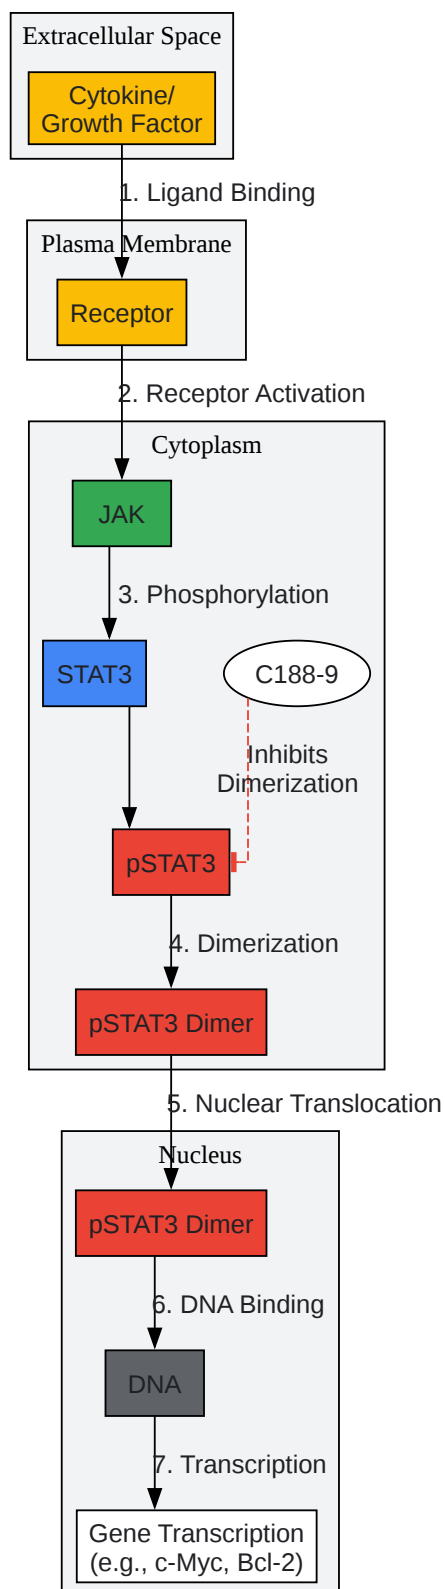 Extracellular Space
Cytokine/
Growth Factor
1. Ligand Binding
Plasma Membrane
Receptor
2. Receptor Activation
Cytoplasm
JAK
3. Phosphorylation
STAT3
C188-9
Inhibits
Dimerization
pSTAT3
4. Dimerization
pSTAT3 Dimer
5. Nuclear Translocation
Nucleus
pSTAT3 Dimer
6. DNA Binding
DNA
7. Transcription
Gene Transcription
(e.g., c-Myc, Bcl-2)